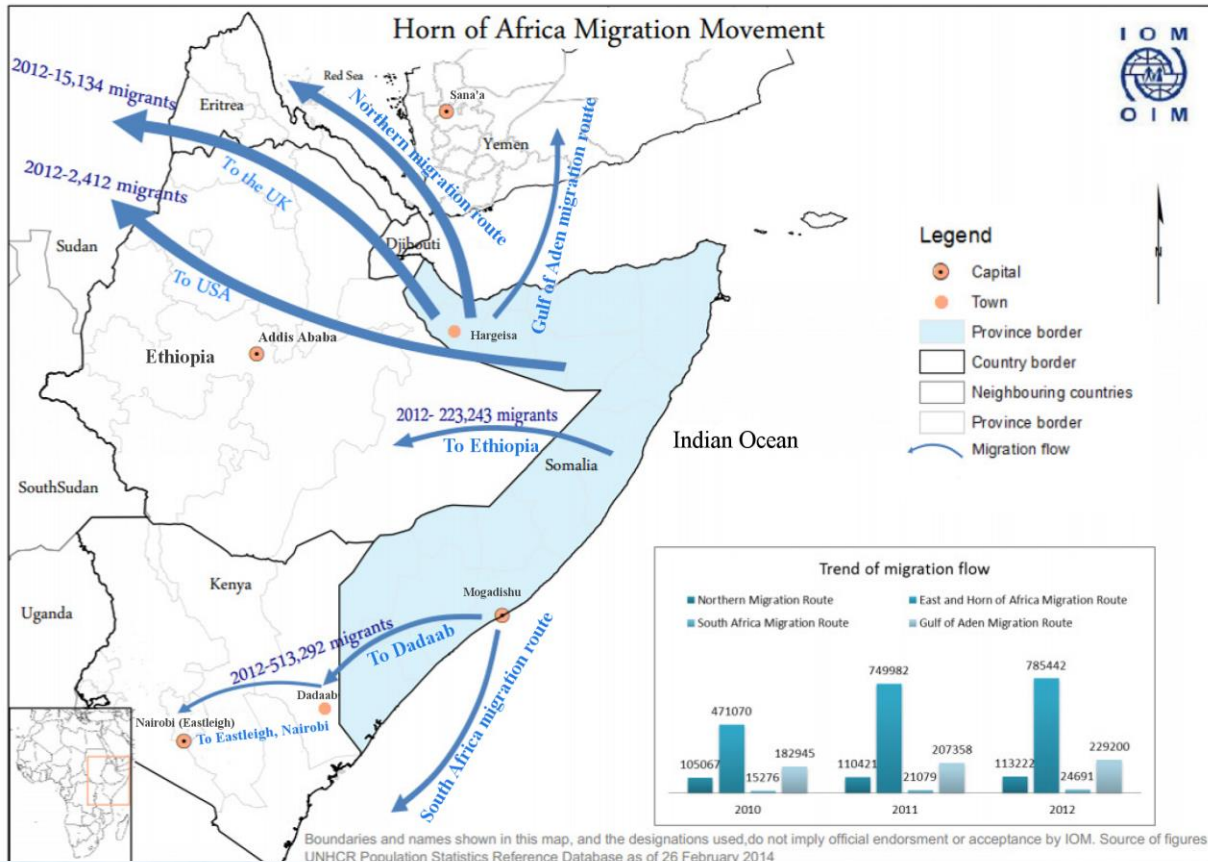 Horn of Africa Migration Movement
IOM
OIM
2012-15,134 migrants
Red Sea
Eritrea
Sana'a
Northern migration route
Yemen
2012-2,412 migrants
To the UK
Gulf of Aden migration route
Sudan
Djibouti
To USA
Legend
Capital
Town
Province border
Country border
Neighbouring countries
Province border
Migration flow
N
Hargeisa
Addis Ababa
Ethiopia
2012- 223,243 migrants
To Ethiopia
Indian Ocean
Somalia
SouthSudan
Kenya
Uganda
Mogadishu
2012-513,292 migrants
To Dadaab
Dadaab
Nairobi (Eastleigh)
To Eastleigh, Nairobi
South Africa migration route
Trend of migration flow
Northern Migration Route
East and Horn of Africa Migration Route
South Africa Migration Route
Gulf of Aden Migration Route
105067 471070 15276 182945
110421 749982 21079 207358
113222 785442 24691 229200
2010 2011 2012
Boundaries and names shown in this map, and the designations used,do not imply official endorsment or acceptance by IOM. Source of figures
UNHCR Population Statistics Reference Database as of 26 February 2014